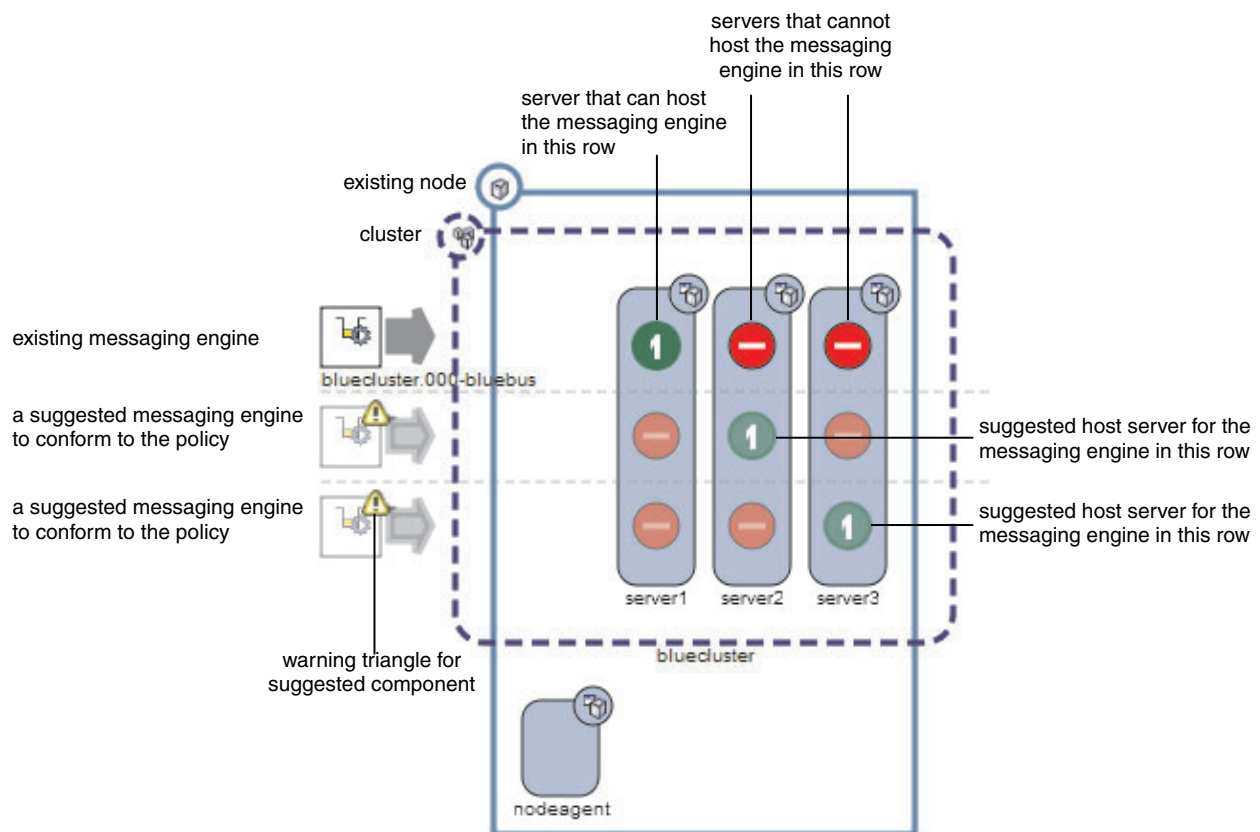 servers that cannot
host the messaging
engine in this row
server that can host
the messaging engine
in this row
existing node
cluster
existing messaging engine
1
bluecluster.000-bluebus
a suggested messaging engine
to conform to the policy
1
suggested host server for the
messaging engine in this row
a suggested messaging engine
to conform to the policy
1
suggested host server for the
messaging engine in this row
server1
server2
server3
bluecluster
warning triangle for
suggested component
nodeagent